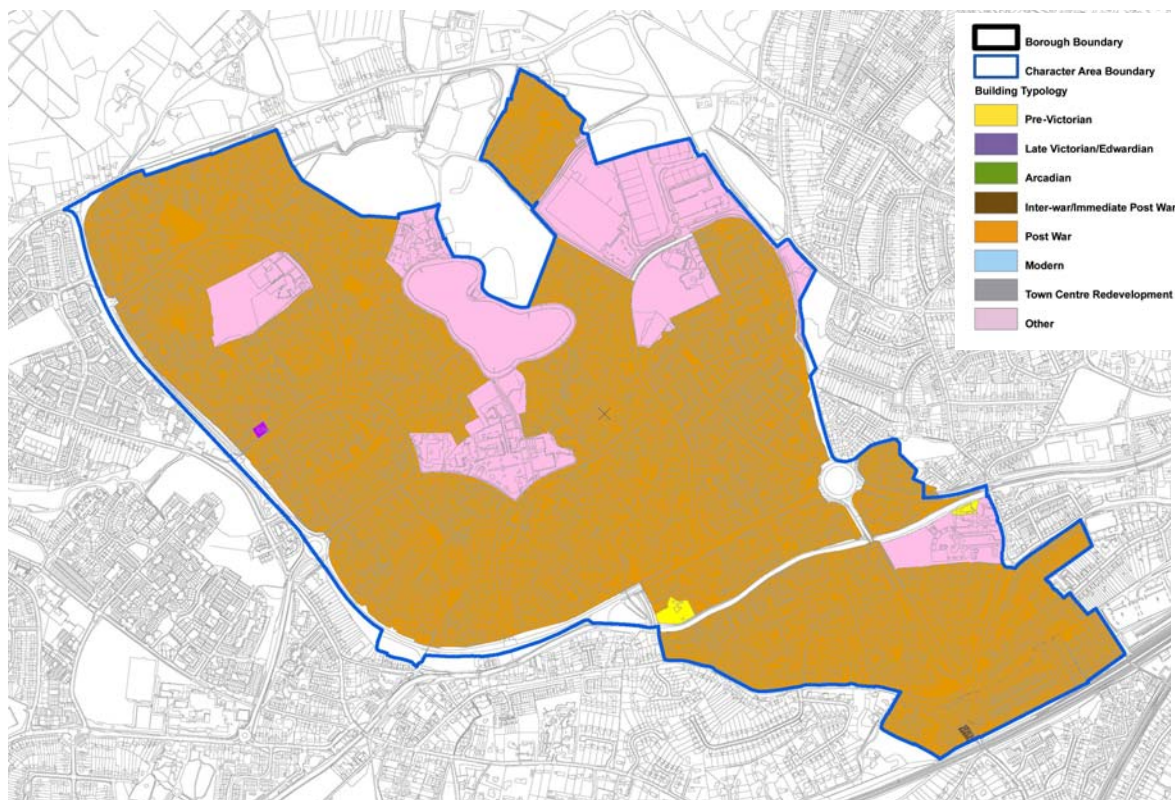 Borough Boundary
Character Area Boundary
Building Typology
Pre-Victorian
Late Victorian/Edwardian
Arcadian
Inter-war/Immediate Post War
Post War
Modern
Town Centre Redevelopment
Other